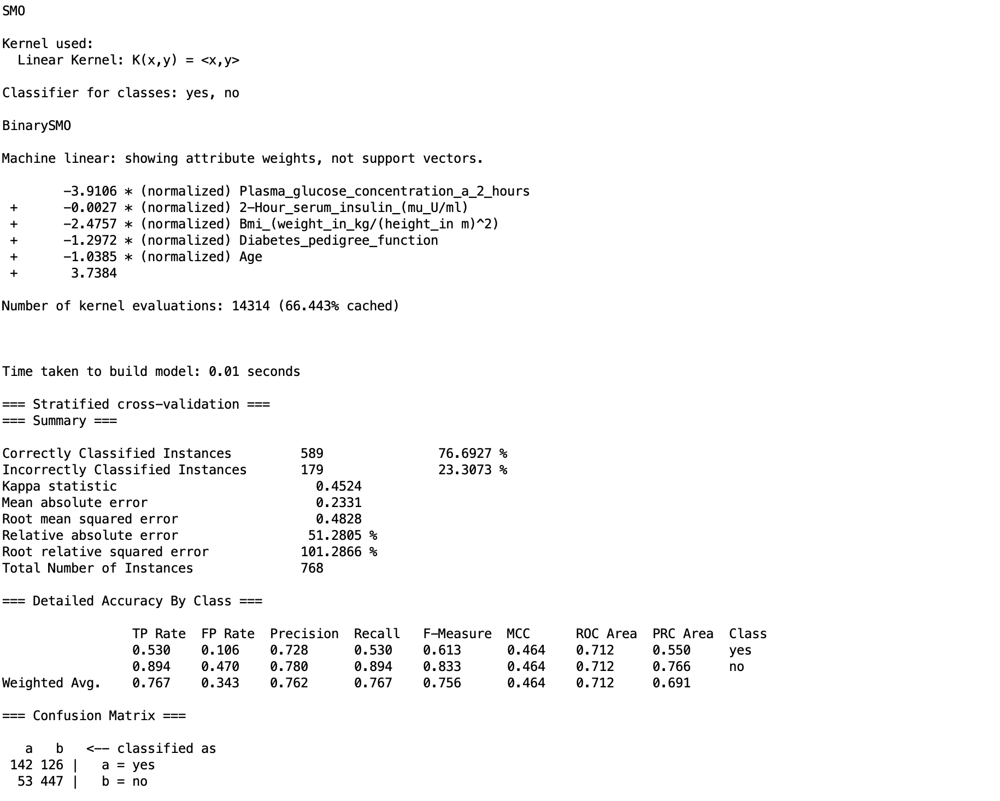 SMO
Kernel used:
  Linear Kernel: K(x,y) = <x,y>
Classifier for classes: yes, no
BinarySMO
Machine linear: showing attribute weights, not support vectors.
        -3.9106 * (normalized) Plasma_glucose_concentration_a_2_hours
 +      -0.0027 * (normalized) 2-Hour_serum_insulin_(mu_U/ml)
 +      -2.4757 * (normalized) Bmi_(weight_in_kg/(height_in m)^2)
 +      -1.2972 * (normalized) Diabetes_pedigree_function
 +      -1.0385 * (normalized) Age
 +       3.7384
Number of kernel evaluations: 14314 (66.443% cached)
Time taken to build model: 0.01 seconds
=== Stratified cross-validation ===
=== Summary ===
Correctly Classified Instances         589               76.6927 %
Incorrectly Classified Instances       179               23.3073 %
Kappa statistic                          0.4524
Mean absolute error                      0.2331
Root mean squared error                  0.4828
Relative absolute error                 51.2805 %
Root relative squared error            101.2866 %
Total Number of Instances              768
=== Detailed Accuracy By Class ===
                 TP Rate  FP Rate  Precision  Recall   F-Measure  MCC      ROC Area  PRC Area  Class
                 0.530    0.106    0.728      0.530    0.613      0.464    0.712     0.550     yes
                 0.894    0.470    0.780      0.894    0.833      0.464    0.712     0.766     no
Weighted Avg.    0.767    0.343    0.762      0.767    0.756      0.464    0.712     0.691
=== Confusion Matrix ===
   a   b   <-- classified as
 142 126 |   a = yes
  53 447 |   b = no